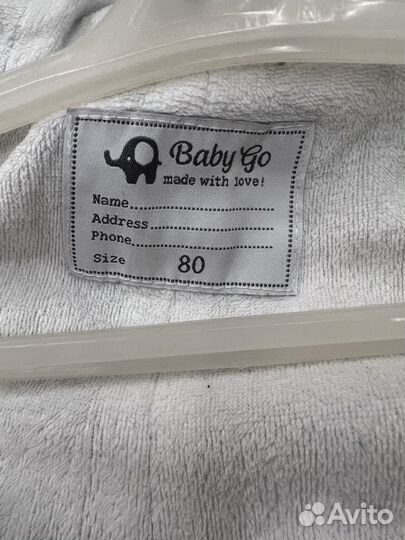 Baby Go
made with love!
Name
Address
Phone
Size 80
Avito